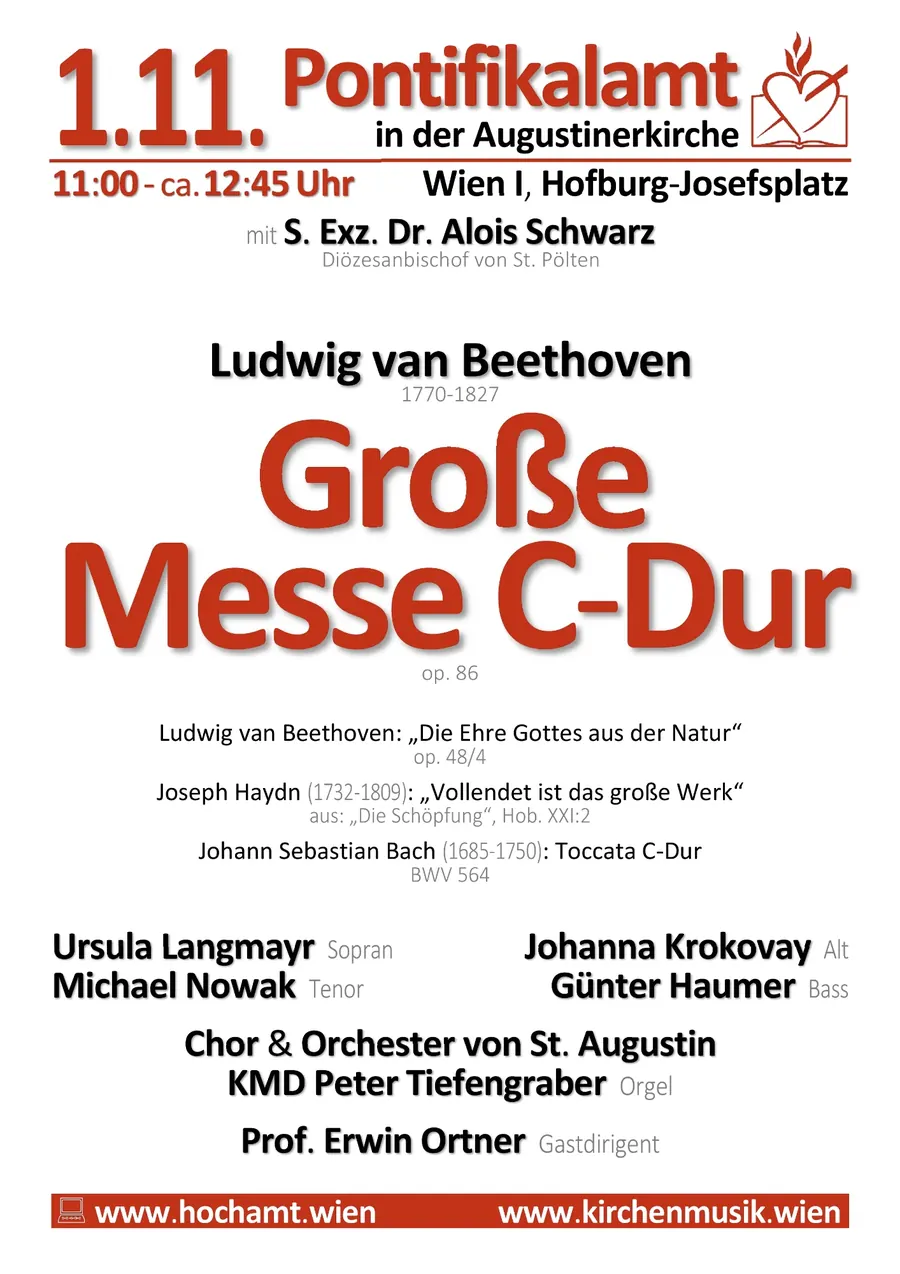 1.11. Pontifikalamt
in der Augustinerkirche
11:00 - ca. 12:45 Uhr Wien I, Hofburg-Josefsplatz
mit S. Exz. Dr. Alois Schwarz
Diözesanbischof von St. Pölten
Ludwig van Beethoven
1770-1827
Große
Messe C-Dur
op. 86
Ludwig van Beethoven: „Die Ehre Gottes aus der Natur“
op. 48/4
Joseph Haydn (1732-1809): „Vollendet ist das große Werk“
aus: „Die Schöpfung“, Hob. XXI:2
Johann Sebastian Bach (1685-1750): Toccata C-Dur
BWV 564
Ursula Langmayr Sopran Johanna Krokovay Alt
Michael Nowak Tenor Günter Haumer Bass
Chor & Orchester von St. Augustin
KMD Peter Tiefengraber Orgel
Prof. Erwin Ortner Gastdirigent
www.hochamt.wien www.kirchenmusik.wien